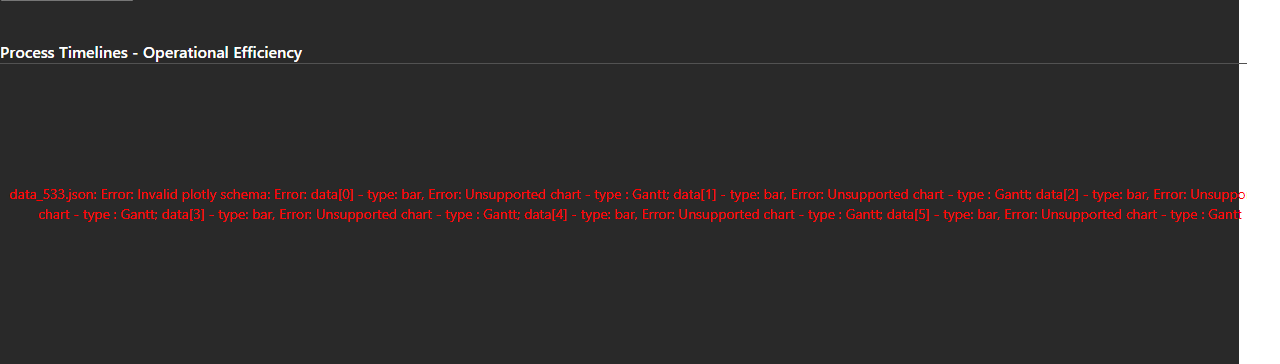 Process Timelines - Operational Efficiency
data_533.json: Error: Invalid plotly schema: Error: data[0] - type: bar, Error: Unsupported chart - type : Gantt; data[1] - type: bar, Error: Unsupported chart - type : Gantt; data[2] - type: bar, Error: Unsuppo
chart - type : Gantt; data[3] - type: bar, Error: Unsupported chart - type : Gantt; data[4] - type: bar, Error: Unsupported chart - type : Gantt; data[5] - type: bar, Error: Unsupported chart - type : Gantt